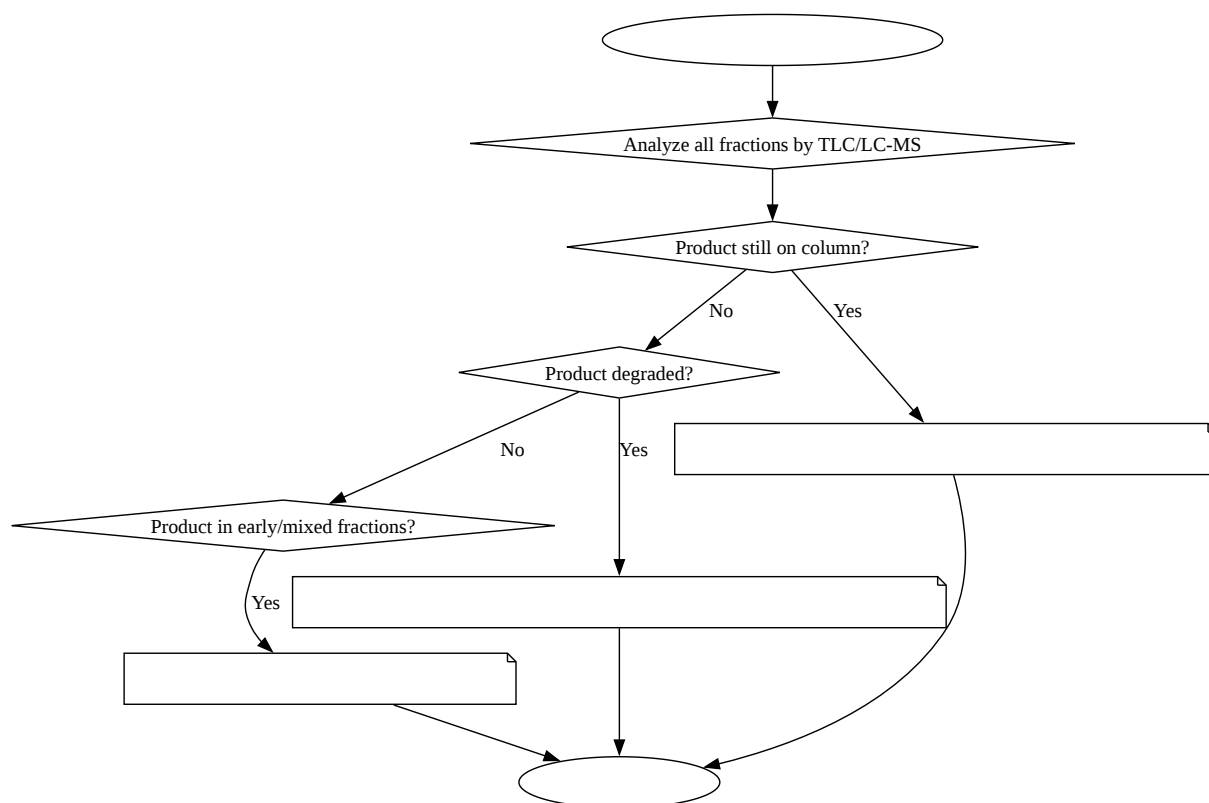 Analyze all fractions by TLC/LC-MS
Product still on column?
No
Yes
Product degraded?
No
Yes
Product in early/mixed fractions?
Yes